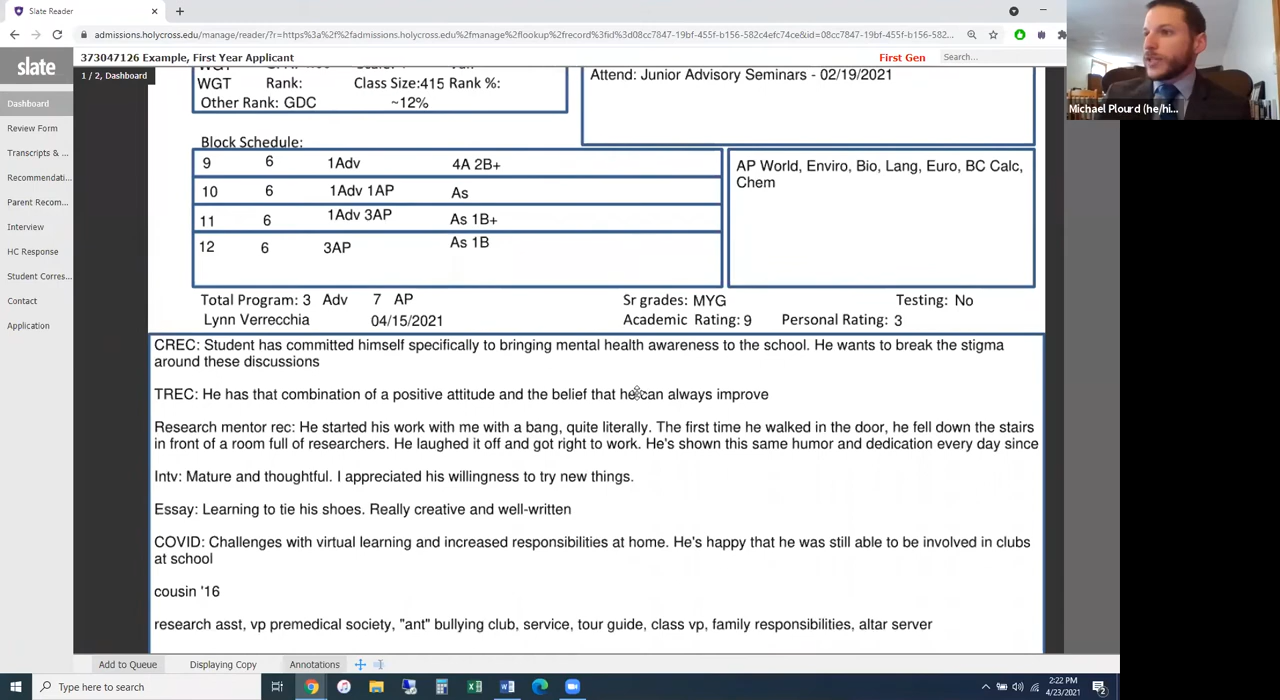 Slate Reader
admissions.holycross.edu/manage/reader/?r=https%3a%2f%2fadmissions.holycross.edu%2fmanage%2flookup%2frecord%3fid%3d08cc7847-19bf-455f-b156-582c4efc74ce&id=08cc7847-19bf-455f-b156-...
slate
373047126 Example, First Year Applicant
First Gen
Search...
1 / 2, Dashboard
Dashboard
Review Form
Transcripts & ...
Recommendati...
Parent Recom...
Interview
HC Response
Student Corres...
Contact
Application
WGT Rank: Class Size:415 Rank %:
Other Rank: GDC ~12%
Attend: Junior Advisory Seminars - 02/19/2021
Block Schedule:
9 6 1Adv 4A 2B+
10 6 1Adv 1AP As
11 6 1Adv 3AP As 1B+
12 6 3AP As 1B
AP World, Enviro, Bio, Lang, Euro, BC Calc,
Chem
Total Program: 3 Adv 7 AP Sr grades: MYG Testing: No
Lynn Verrecchia 04/15/2021 Academic Rating: 9 Personal Rating: 3
CREC: Student has committed himself specifically to bringing mental health awareness to the school. He wants to break the stigma
around these discussions
TREC: He has that combination of a positive attitude and the belief that he can always improve
Research mentor rec: He started his work with me with a bang, quite literally. The first time he walked in the door, he fell down the stairs
in front of a room full of researchers. He laughed it off and got right to work. He's shown this same humor and dedication every day since
Intv: Mature and thoughtful. I appreciated his willingness to try new things.
Essay: Learning to tie his shoes. Really creative and well-written
COVID: Challenges with virtual learning and increased responsibilities at home. He's happy that he was still able to be involved in clubs
at school
cousin '16
research asst, vp premedical society, "ant" bullying club, service, tour guide, class vp, family responsibilities, altar server
Add to Queue
Displaying Copy
Annotations
Michael Plourd (he/hi...
Type here to search
2:22 PM
4/23/2021
2